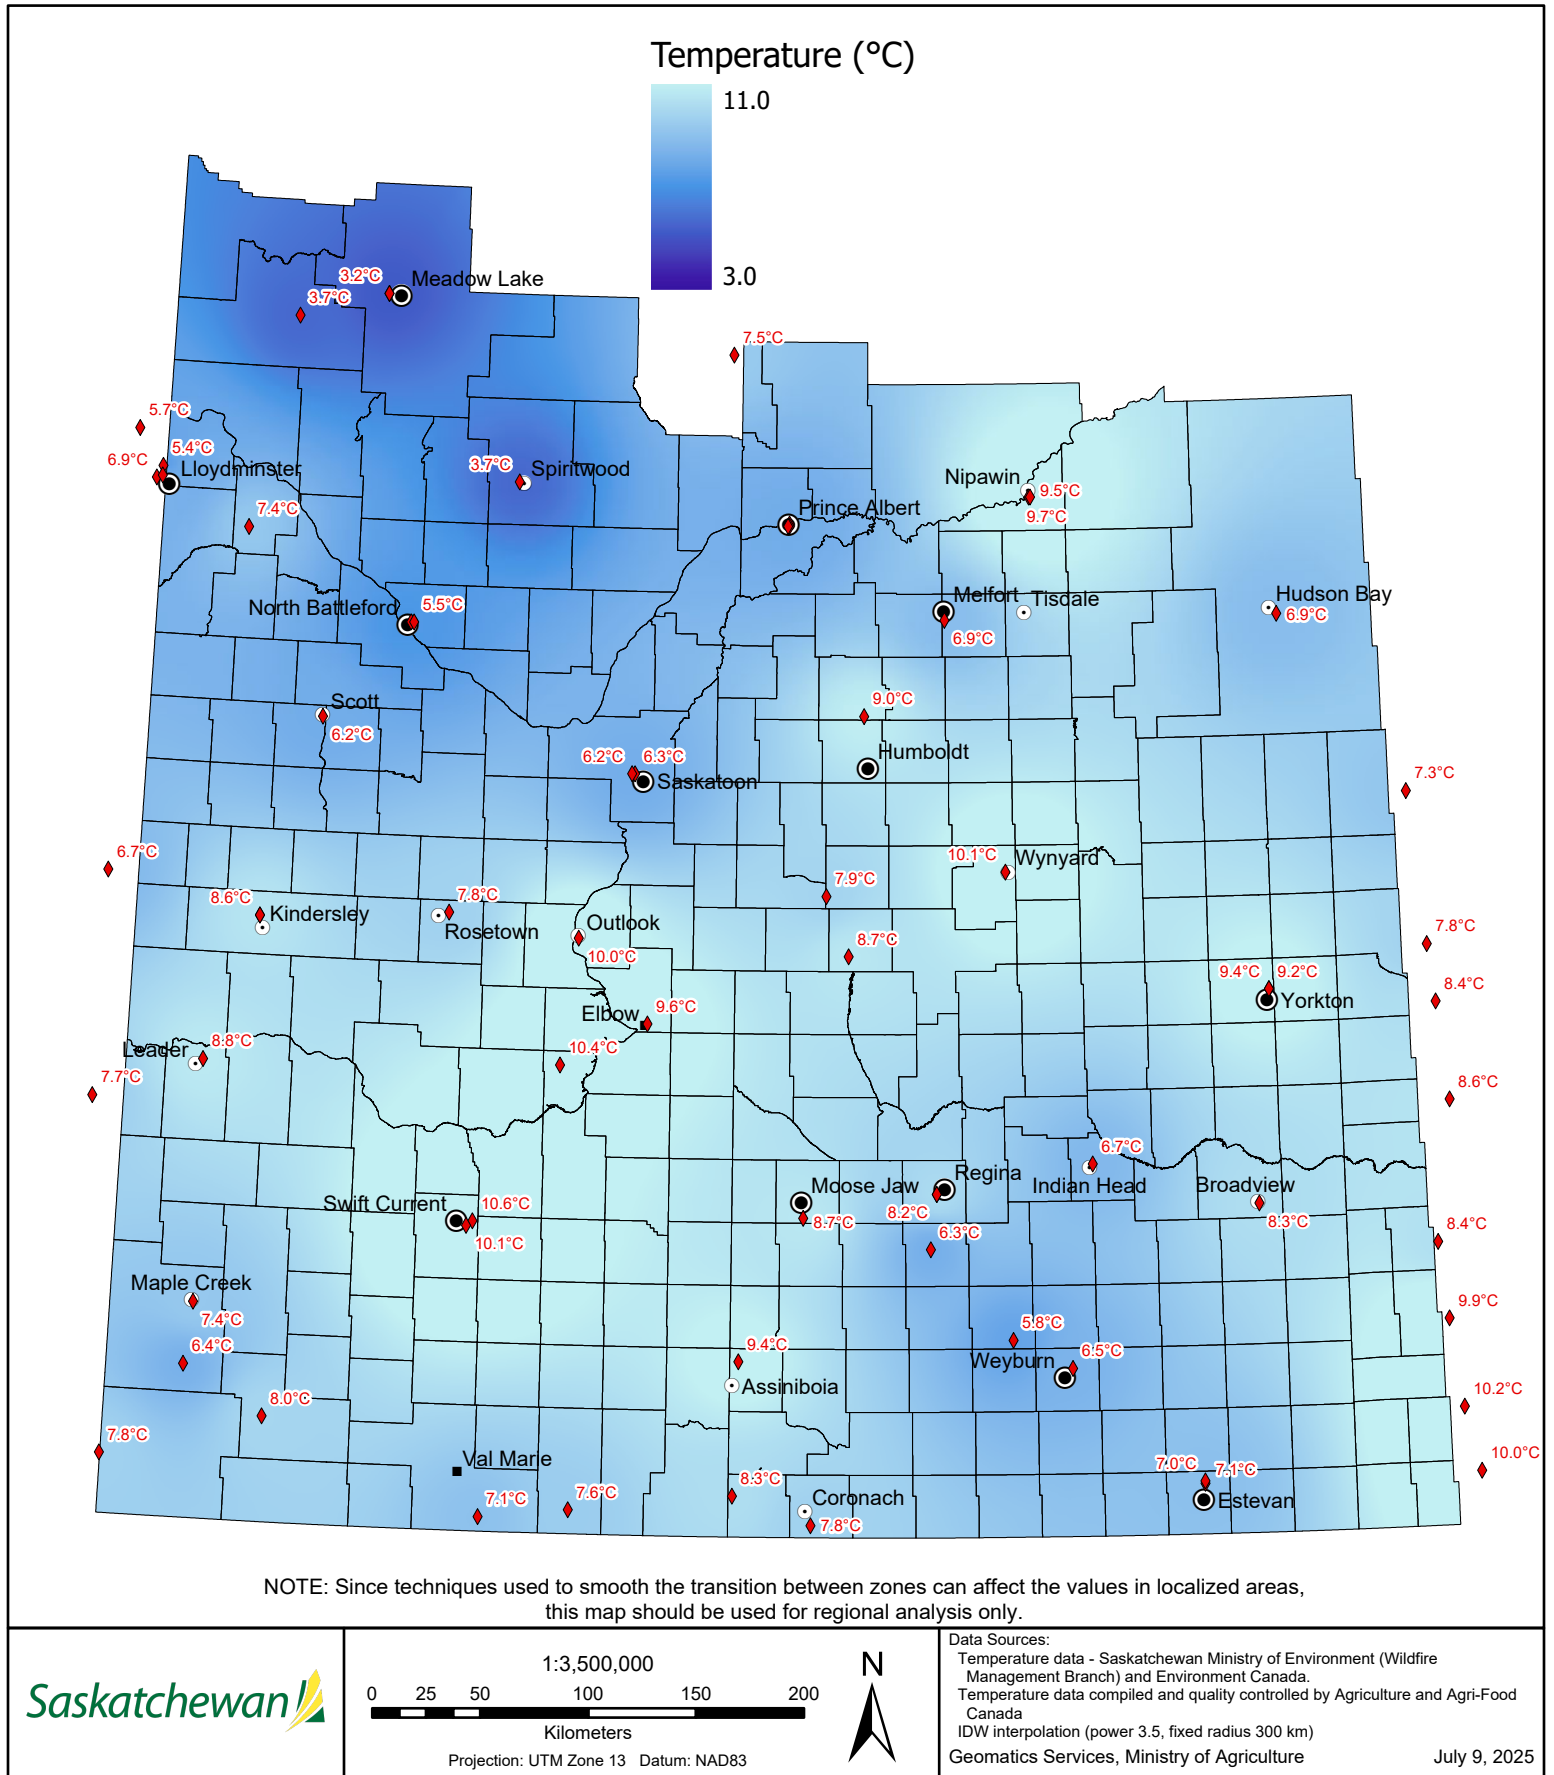 Temperature (°C)
11.0
3.0
3.2°C
Meadow Lake
3.7°C
7.5°C
5.7°C
5.4°C
6.9°C
Lloydminster
3.7°C
Spiritwood
7.4°C
Nipawin
9.5°C
9.7°C
Prince Albert
North Battleford
5.5°C
Melfort
Tisdale
6.9°C
Hudson Bay
6.9°C
Scott
6.2°C
9.0°C
Humboldt
6.2°C
6.3°C
Saskatoon
7.3°C
6.7°C
10.1°C
Wynyard
8.6°C
Kindersley
7.8°C
Rosetown
7.9°C
Outlook
10.0°C
8.7°C
7.8°C
9.4°C
9.2°C
Yorkton
8.4°C
Elbow
9.6°C
Leader
8.8°C
10.4°C
7.7°C
8.6°C
6.7°C
Indian Head
Regina
8.2°C
6.3°C
Moose Jaw
8.7°C
Broadview
8.3°C
Swift Current
10.6°C
10.1°C
8.4°C
Maple Creek
7.4°C
6.4°C
9.9°C
5.8°C
Weyburn
6.5°C
9.4°C
Assiniboia
8.0°C
10.2°C
7.8°C
Val Marie
10.0°C
7.0°C
7.1°C
Estevan
7.1°C
7.6°C
8.3°C
Coronach
7.8°C
NOTE: Since techniques used to smooth the transition between zones can affect the values in localized areas,
this map should be used for regional analysis only.
Saskatchewan
1:3,500,000
0 25 50 100 150 200
Kilometers
Projection: UTM Zone 13 Datum: NAD83
N
Data Sources:
Temperature data - Saskatchewan Ministry of Environment (Wildfire
Management Branch) and Environment Canada.
Temperature data compiled and quality controlled by Agriculture and Agri-Food
Canada
IDW interpolation (power 3.5, fixed radius 300 km)
Geomatics Services, Ministry of Agriculture
July 9, 2025